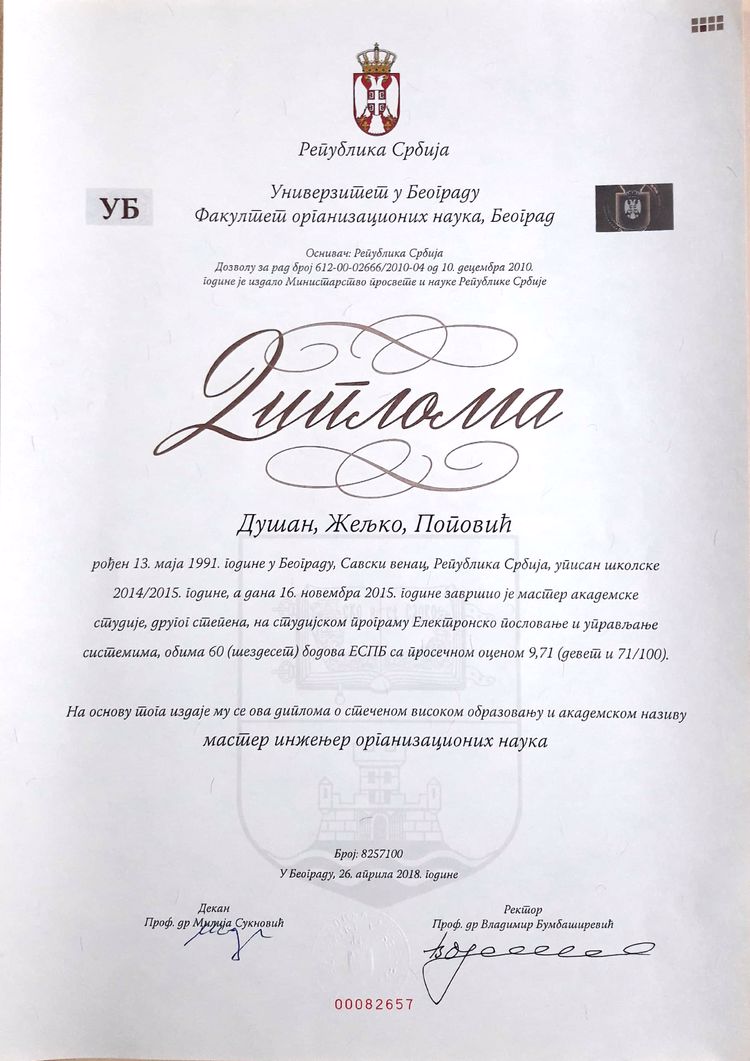 Република Србија
Универзитет у Београду
УБ
Факултет организационих наука, Београд
Оснивач: Република Србија
Дозволу за рад број 612-00-02666/2010-04 од 10. децембра 2010.
године је издало Министарство просвете и науке Републике Србије
Диплома
Душан, Жељко, Поповић
рођен 13. маја 1991. године у Београду, Савски венац, Република Србија, уписан школске
2014/2015. године, а дана 16. новембра 2015. године завршио је мастер академске
студије, другог степена, на студијском програму Електронско пословање и управљање
системима, обима 60 (шездесет) бодова ЕСПБ са просечном оценом 9,71 (девет и 71/100).
На основу тога издаје му се ова диплома о стеченом високом образовању и академском називу
мастер инжењер организационих наука
Број: 8257100
У Београду, 26. априла 2018. године
Декан
Проф. др Милија Сукновић
Ректор
Проф. др Владимир Бумбаширевић
00082657